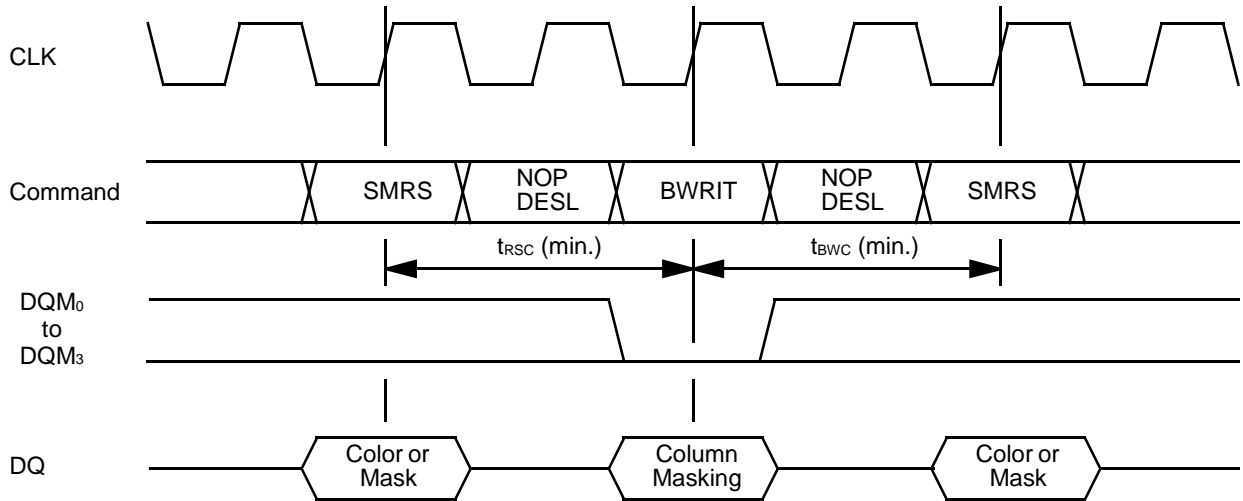 CLK
Command
SMRS
NOP
DESL
BWRIT
NOP
DESL
SMRS
tRSC (min.)
tBWC (min.)
DQM0
to
DQM3
DQ
Color or
Mask
Column
Masking
Color or
Mask